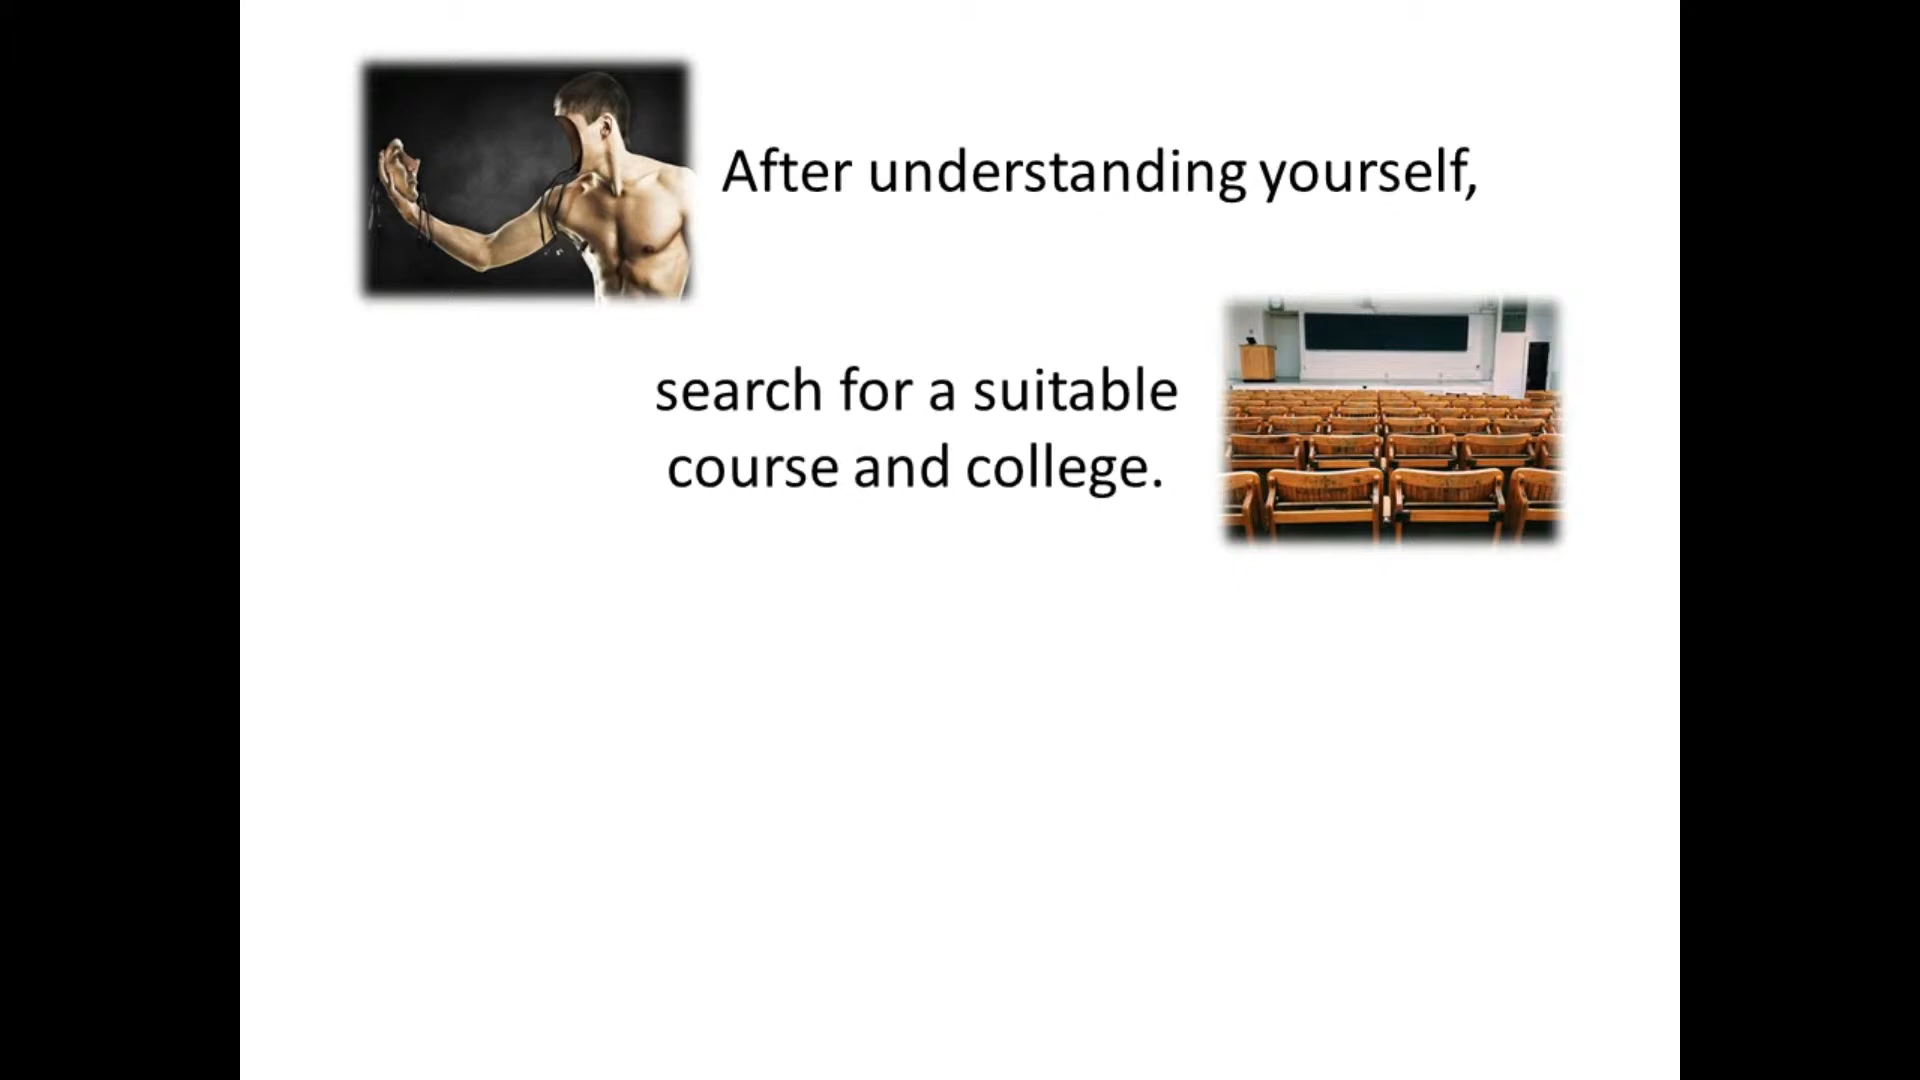 After understanding yourself,
search for a suitable
course and college.